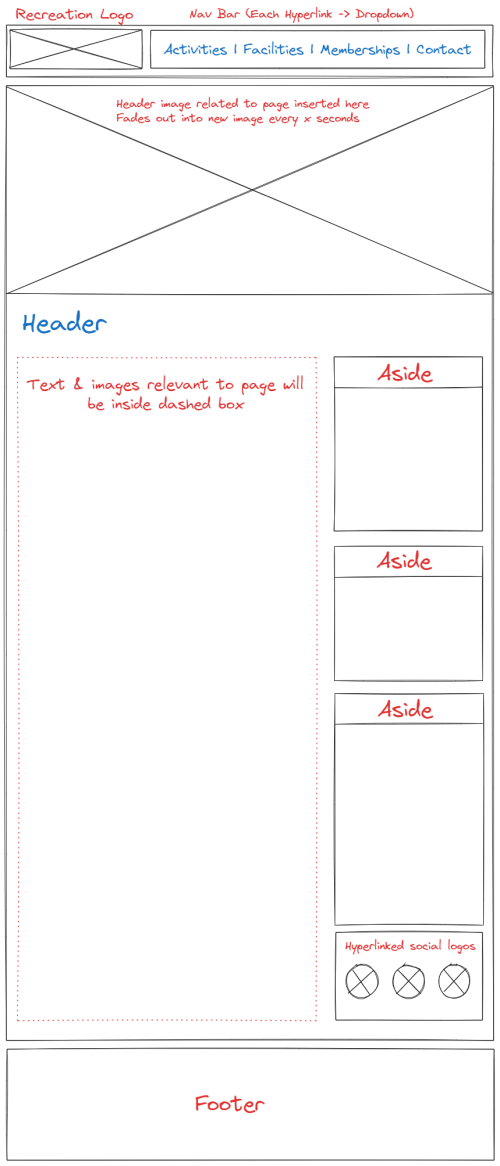 Recreation Logo
Nav Bar (Each Hyperlink -> Dropdown)
Activities | Facilities | Memberships | Contact
Header image related to page inserted here
Fades out into new image every x seconds
Header
Text & images relevant to page will
be inside dashed box
Aside
Aside
Aside
Hyperlinked social logos
Footer